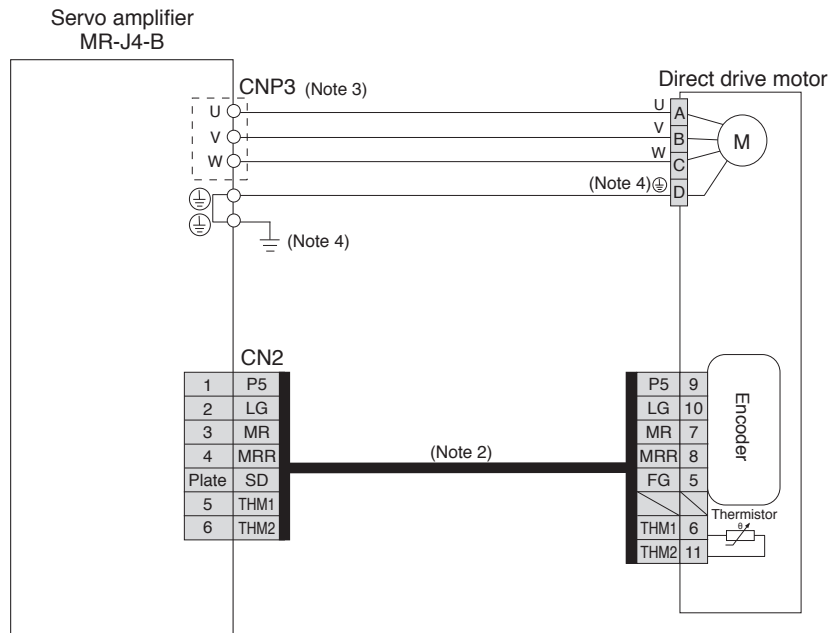 Servo amplifier
MR-J4-B
CNP3 (Note 3)
Direct drive motor
U
V
W
U A
V B
W C
(Note 4) D
M
(Note 4)
CN2
1 P5
2 LG
3 MR
4 MRR
Plate SD
5 THM1
6 THM2
(Note 2)
P5 9
LG 10
MR 7
MRR 8
FG 5
THM1 6
THM2 11
Encoder
Thermistor
θ